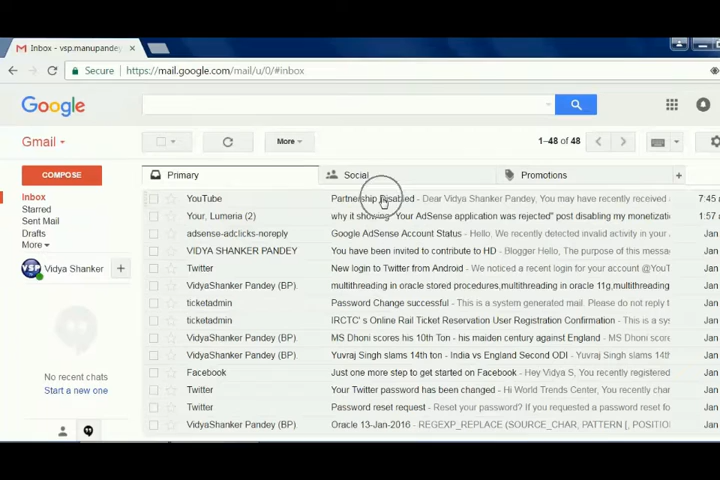 Inbox - vsp.manupandey
Secure https://mail.google.com/mail/u/0/#inbox
Google
Gmail More 1–48 of 48
COMPOSE Primary Social Promotions
Inbox YouTube Partnership Disabled - Dear Vidya Shanker Pandey, You may have recently received 7:45
Starred Your, Lumeria (2) why it showing "Your AdSense application was rejected" post disabling my monetizati 1:57
Sent Mail adsense-adclicks-noreply Google AdSense Account Status - We recently detected invalid activity in your Jan
Drafts VIDYA SHANKER PANDEY You have been invited to contribute to HD - Blogger Hello, The purpose of this messa Jan
More
Vidya Shanker Twitter New login to Twitter from Android - We noticed a recent login for your account @YouT Jan
VidyaShanker Pandey (BP). multithreading in oracle stored procedures,multithreading in oracle 11g,multithreading Jan
ticketadmin Password Change successful - This is a system generated mail. Please do not reply t Jan
ticketadmin IRCTC' s Online Rail Ticket Reservation User Registration Confirmation - This is a sys Jan
VidyaShanker Pandey (BP). MS Dhoni scores his 10th Ton - his maiden century against England Jan
VidyaShanker Pandey (BP). Yuvraj Singh slams 14th ton - India vs England Second ODI - Yuvraj Singh slams 14t Jan
No recent chats Facebook Just one more step to get started on Facebook - Hey Vidya S, You recently registered Jan
Start a new one Twitter Your Twitter password has been changed - Hi World Trends Center, You recently char Jan
Twitter Password reset request - Reset your password? If you requested a password reset fo Jan
VidyaShanker Pandey (BP). Oracle 13-Jan-2016 - REGEXP_REPLACE (SOURCE_CHAR, PATTERN [, POSITIO Jan